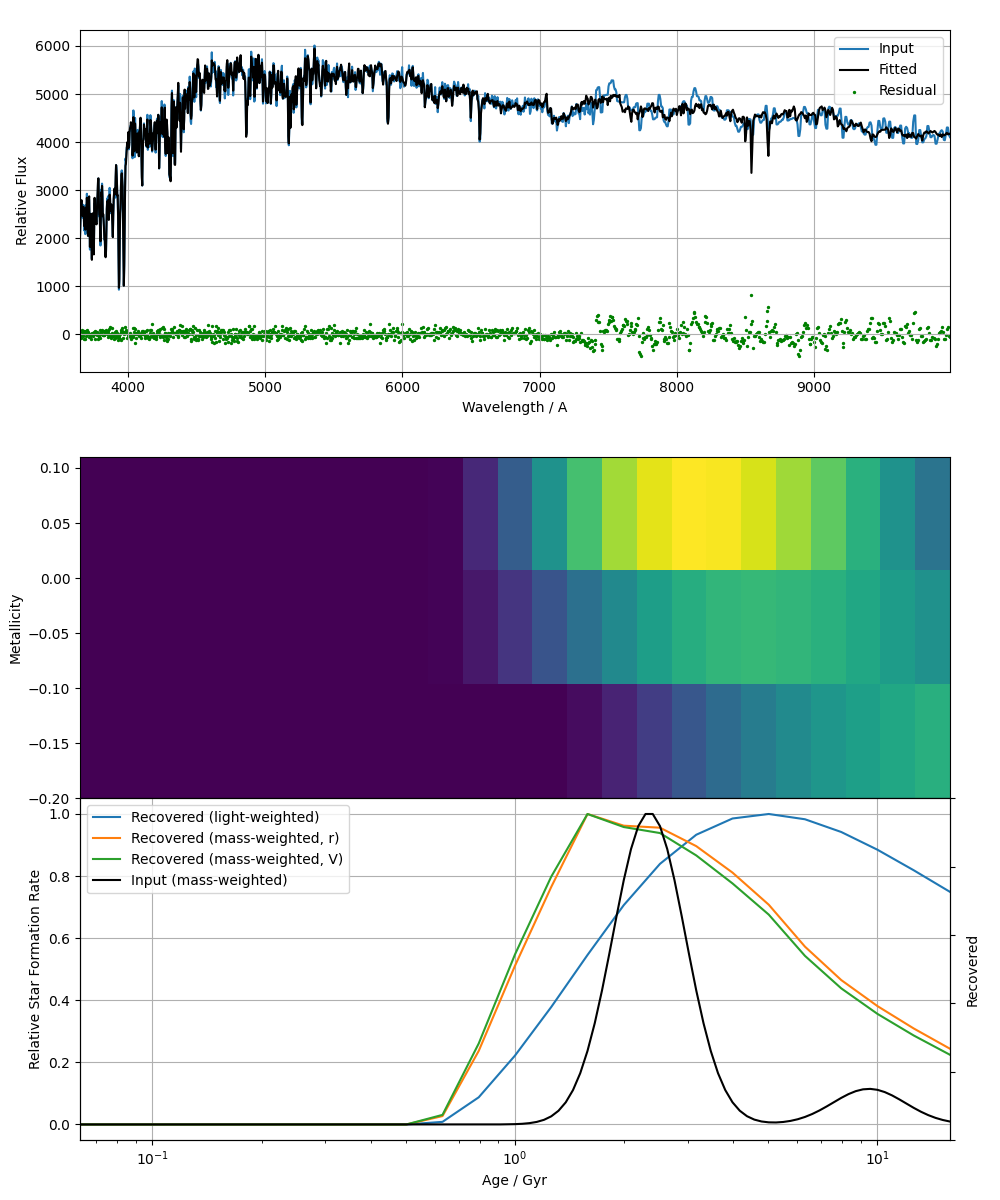 6000
5000
4000
3000
2000
1000
0
Relative Flux
Input
Fitted
Residual
4000 5000 6000 7000 8000 9000
Wavelength / A
0.10
0.05
0.00
−0.05
−0.10
−0.15
−0.20
Metallicity
1.0
0.8
0.6
0.4
0.2
0.0
Relative Star Formation Rate
Recovered (light-weighted)
Recovered (mass-weighted, r)
Recovered (mass-weighted, V)
Input (mass-weighted)
Recovered
10⁻¹ 10⁰ 10¹
Age / Gyr